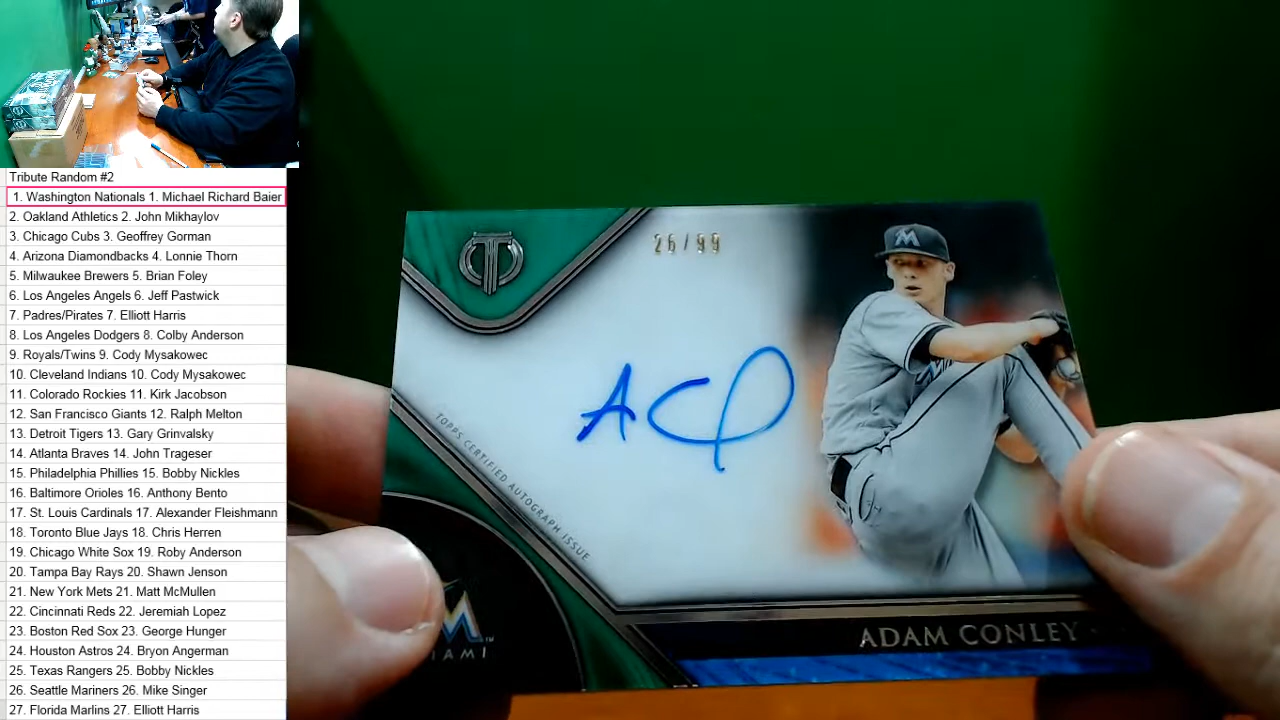 Tribute Random #2
1. Washington Nationals 1. Michael Richard Baier
2. Oakland Athletics 2. John Mikhaylov
3. Chicago Cubs 3. Geoffrey Gorman
4. Arizona Diamondbacks 4. Lonnie Thorn
5. Milwaukee Brewers 5. Brian Foley
6. Los Angeles Angels 6. Jeff Pastwick
7. Padres/Pirates 7. Elliott Harris
8. Los Angeles Dodgers 8. Colby Anderson
9. Royals/Twins 9. Cody Mysakowec
10. Cleveland Indians 10. Cody Mysakowec
11. Colorado Rockies 11. Kirk Jacobson
12. San Francisco Giants 12. Ralph Melton
13. Detroit Tigers 13. Gary Grinvalsky
14. Atlanta Braves 14. John Trageser
15. Philadelphia Phillies 15. Bobby Nickles
16. Baltimore Orioles 16. Anthony Bento
17. St. Louis Cardinals 17. Alexander Fleishmann
18. Toronto Blue Jays 18. Chris Herren
19. Chicago White Sox 19. Roby Anderson
20. Tampa Bay Rays 20. Shawn Jenson
21. New York Mets 21. Matt McMullen
22. Cincinnati Reds 22. Jeremiah Lopez
23. Boston Red Sox 23. George Hunger
24. Houston Astros 24. Bryon Angerman
25. Texas Rangers 25. Bobby Nickles
26. Seattle Mariners 26. Mike Singer
27. Florida Marlins 27. Elliott Harris
26/99
TOPPS CERTIFIED AUTOGRAPH ISSUE
ADAM CONLEY